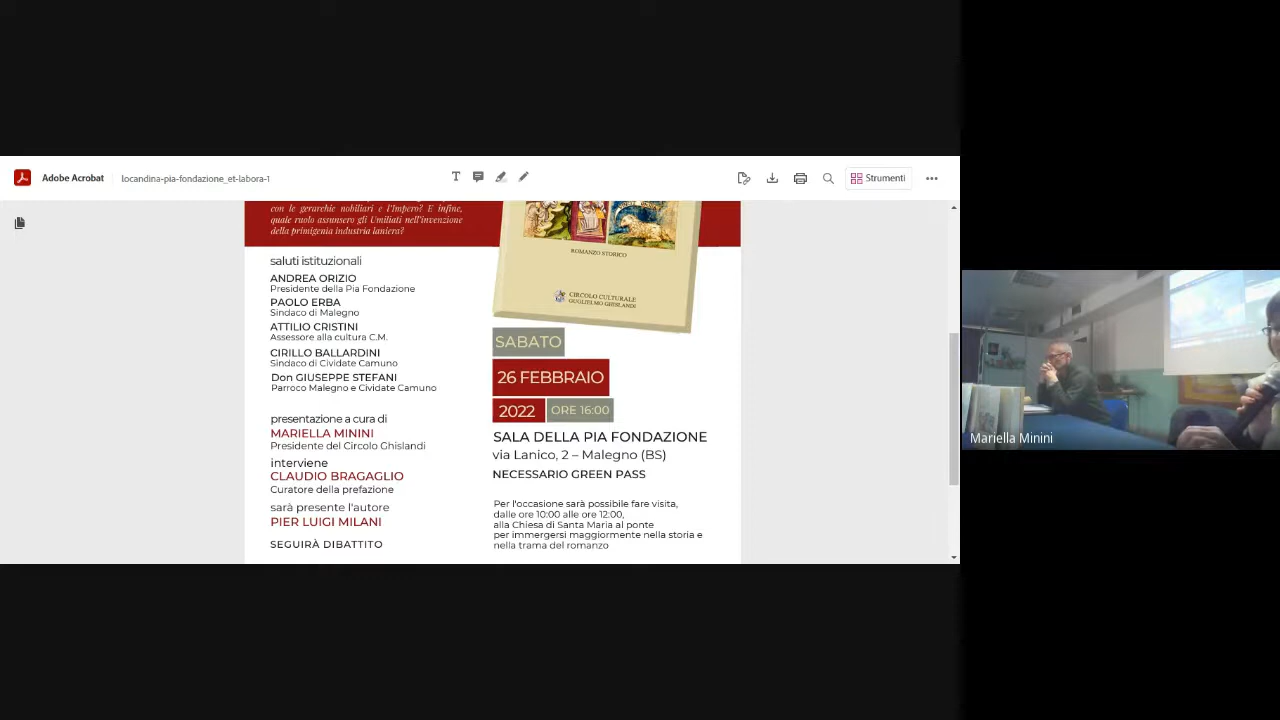 Adobe Acrobat
locandina-pia-fondazione_et-labora-1
Strumenti
con le gerarchie nobiliari e l'Impero? E infine,
quale ruolo assunsero gli Umiliati nell'invenzione
della primigenia industria laniera?
ROMANZO STORICO
CIRCOLO CULTURALE
GUGLIELMO GHISLANDI
saluti istituzionali
ANDREA ORIZIO
Presidente della Pia Fondazione
PAOLO ERBA
Sindaco di Malegno
ATTILIO CRISTINI
Assessore alla cultura C.M.
CIRILLO BALLARDINI
Sindaco di Cividate Camuno
Don GIUSEPPE STEFANI
Parroco Malegno e Cividate Camuno
presentazione a cura di
MARIELLA MININI
Presidente del Circolo Ghislandi
interviene
CLAUDIO BRAGAGLIO
Curatore della prefazione
sarà presente l'autore
PIER LUIGI MILANI
SEGUIRÀ DIBATTITO
SABATO
26 FEBBRAIO
2022 ORE 16:00
SALA DELLA PIA FONDAZIONE
via Lanico, 2 – Malegno (BS)
NECESSARIO GREEN PASS
Per l'occasione sarà possibile fare visita,
dalle ore 10:00 alle ore 12:00,
alla Chiesa di Santa Maria al ponte
per immergersi maggiormente nella storia e
nella trama del romanzo
Mariella Minini